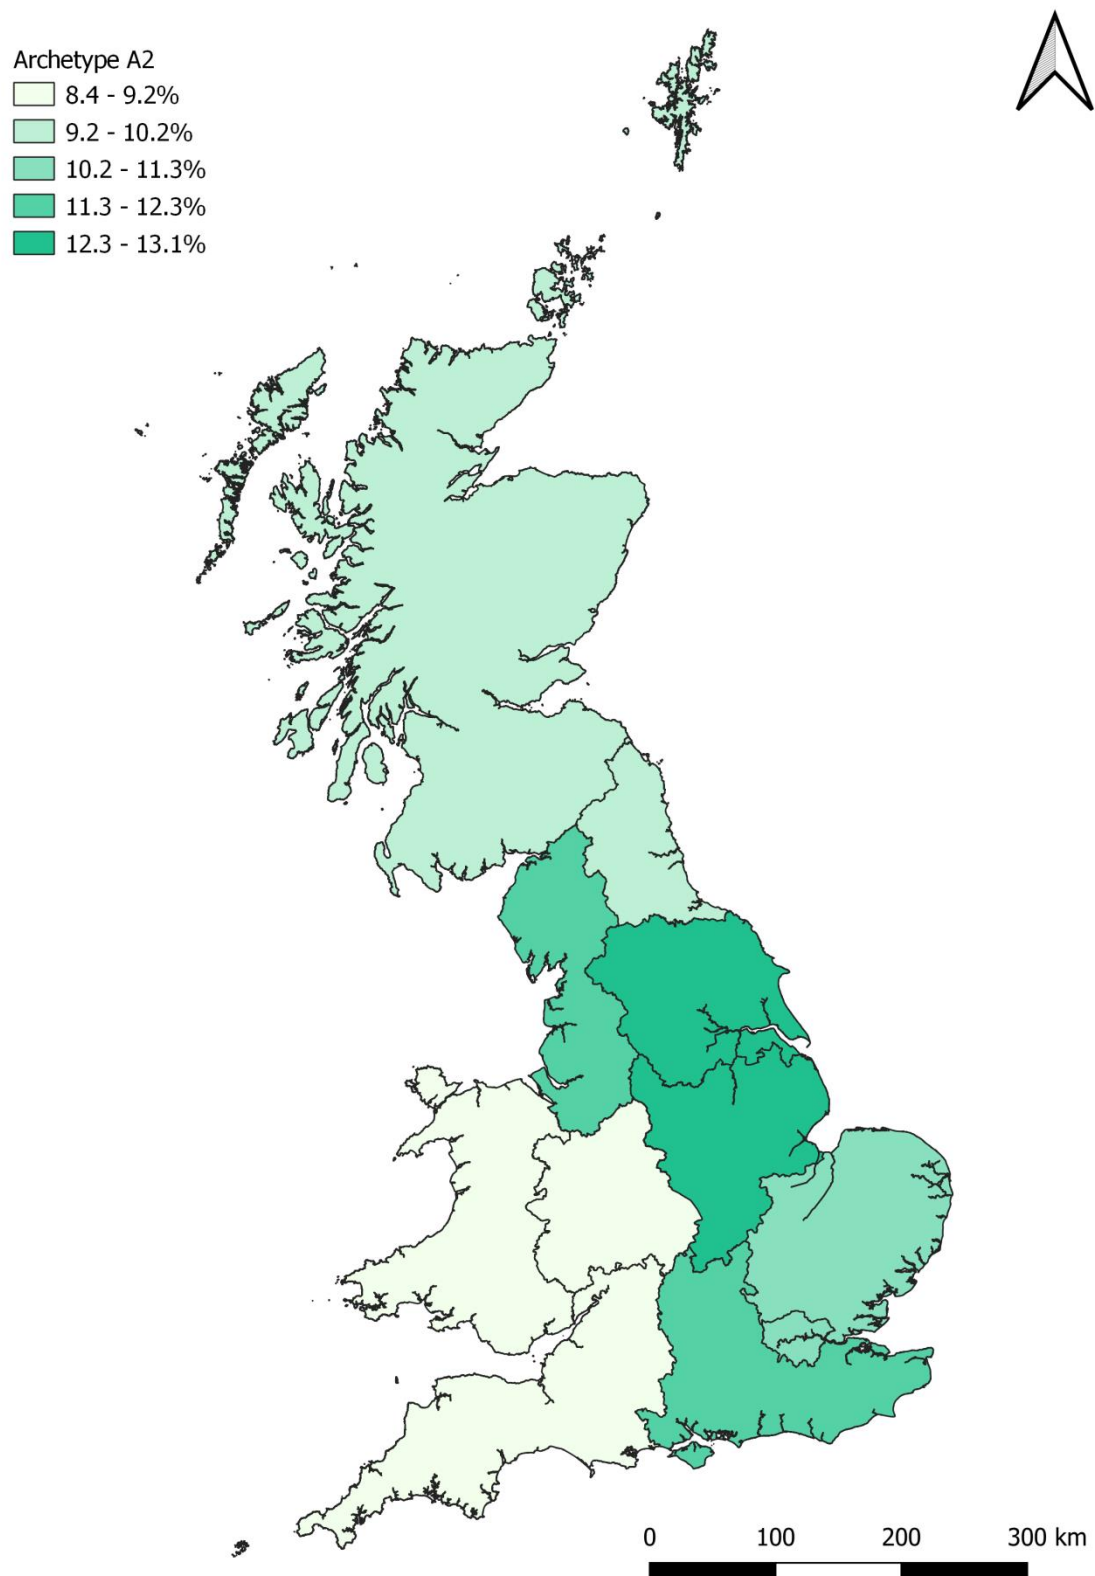 Archetype A2
8.4 - 9.2%
9.2 - 10.2%
10.2 - 11.3%
11.3 - 12.3%
12.3 - 13.1%
0 100 200 300 km